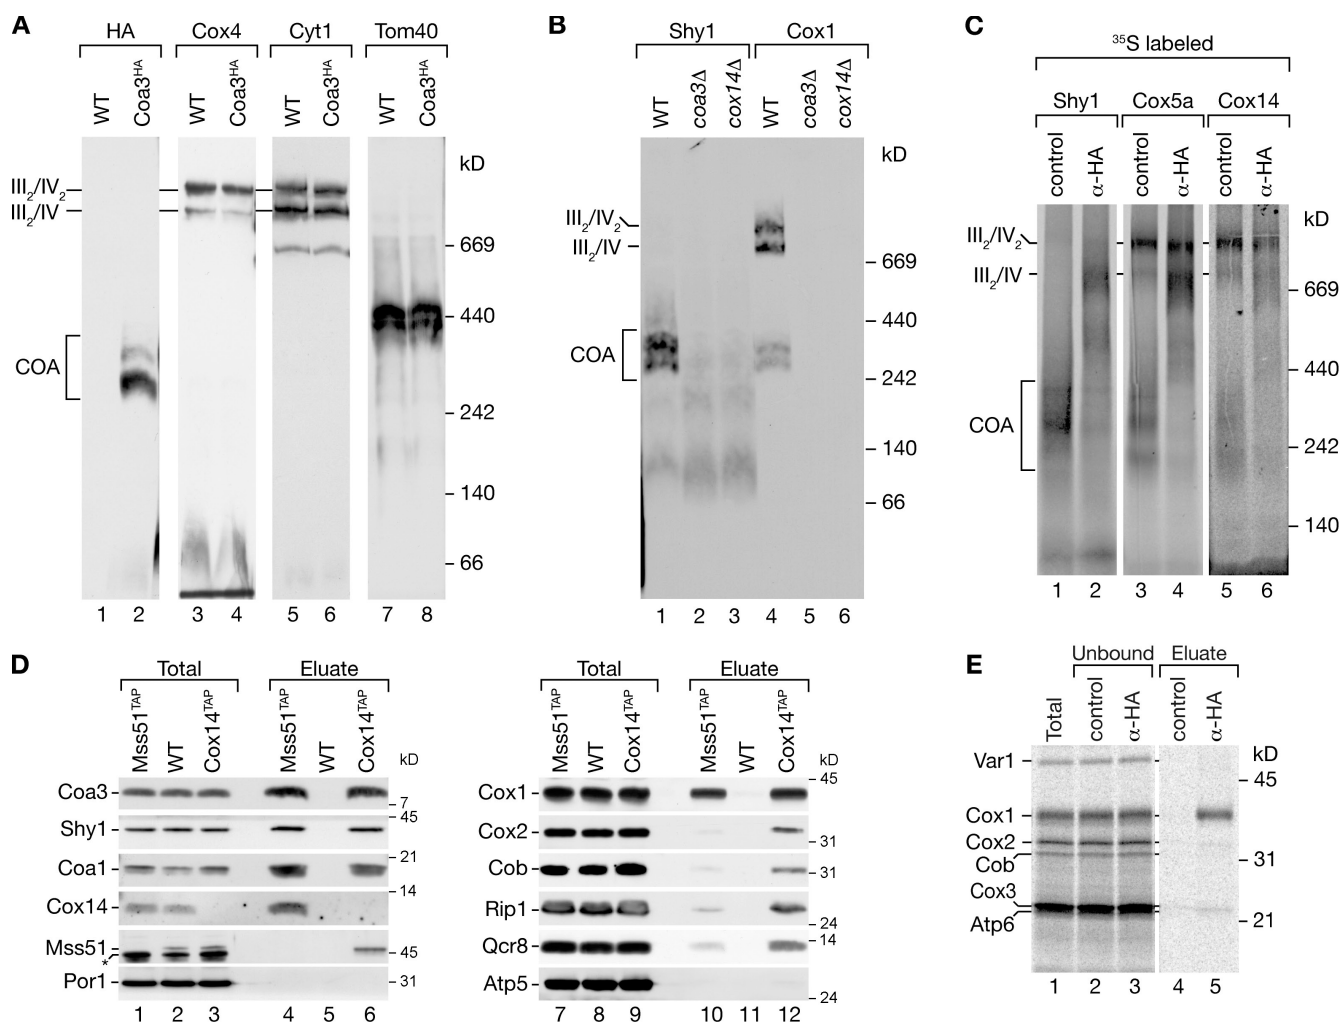 A
HA Cox4 Cyt1 Tom40
WT Coa3HA WT Coa3HA WT Coa3HA WT Coa3HA
kD
III2/IV2
III2/IV
669
440
COA
242
140
66
1 2 3 4 5 6 7 8
B
Shy1 Cox1
WT coa3Δ cox14Δ WT coa3Δ cox14Δ
kD
III2/IV2
III2/IV
669
440
COA
242
140
66
1 2 3 4 5 6
C
35S labeled
Shy1 Cox5a Cox14
control α-HA control α-HA control α-HA
kD
III2/IV2
III2/IV
669
440
COA
242
140
1 2 3 4 5 6
D
Total Eluate
Mss51TAP WT Cox14TAP Mss51TAP WT Cox14TAP
kD
Coa3
7
45
Shy1
21
Coa1
14
Cox14
Mss51
45
*
Por1 31
1 2 3 4 5 6
Total Eluate
Mss51TAP WT Cox14TAP Mss51TAP WT Cox14TAP
kD
45
Cox1
Cox2
31
Cob 31
Rip1
24
14
Qcr8
Atp5
24
7 8 9 10 11 12
E
Unbound Eluate
Total control α-HA control α-HA
kD
Var1
45
Cox1
Cox2
31
Cob
Cox3
21
Atp6
1 2 3 4 5